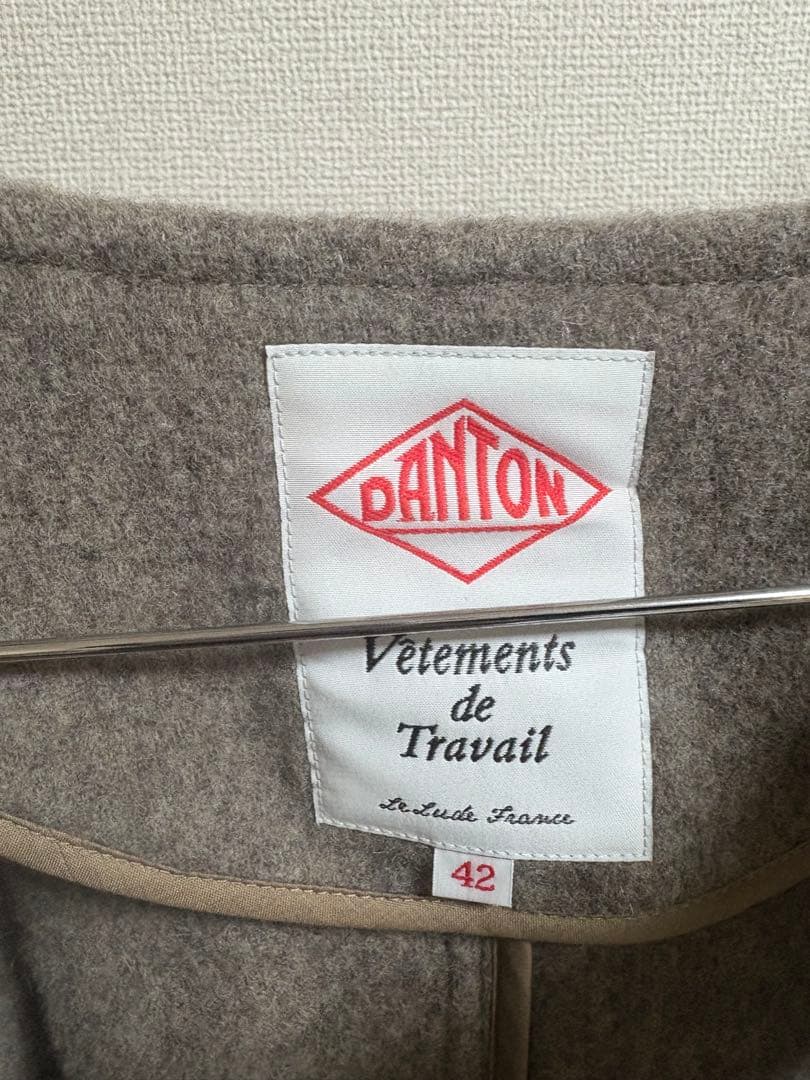 DANTON
Vêtements
de
Travail
Le Lude France
42